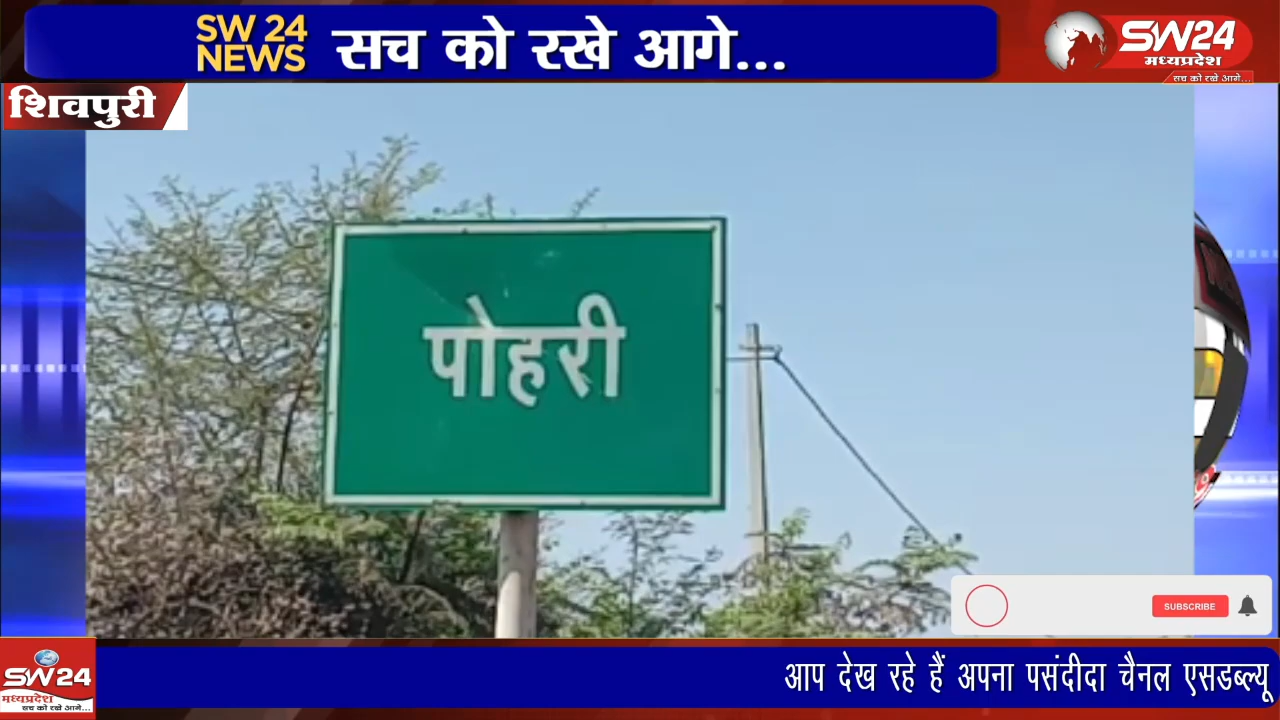 SW 24
NEWS
सच को रखे आगे...
SW24
मध्यप्रदेश
सच को रखे आगे...
शिवपुरी
पोहरी
SUBSCRIBE
SW24
मध्यप्रदेश
सच को रखे आगे...
आप देख रहे हैं अपना पसंदीदा चैनल एसडब्ल्यू